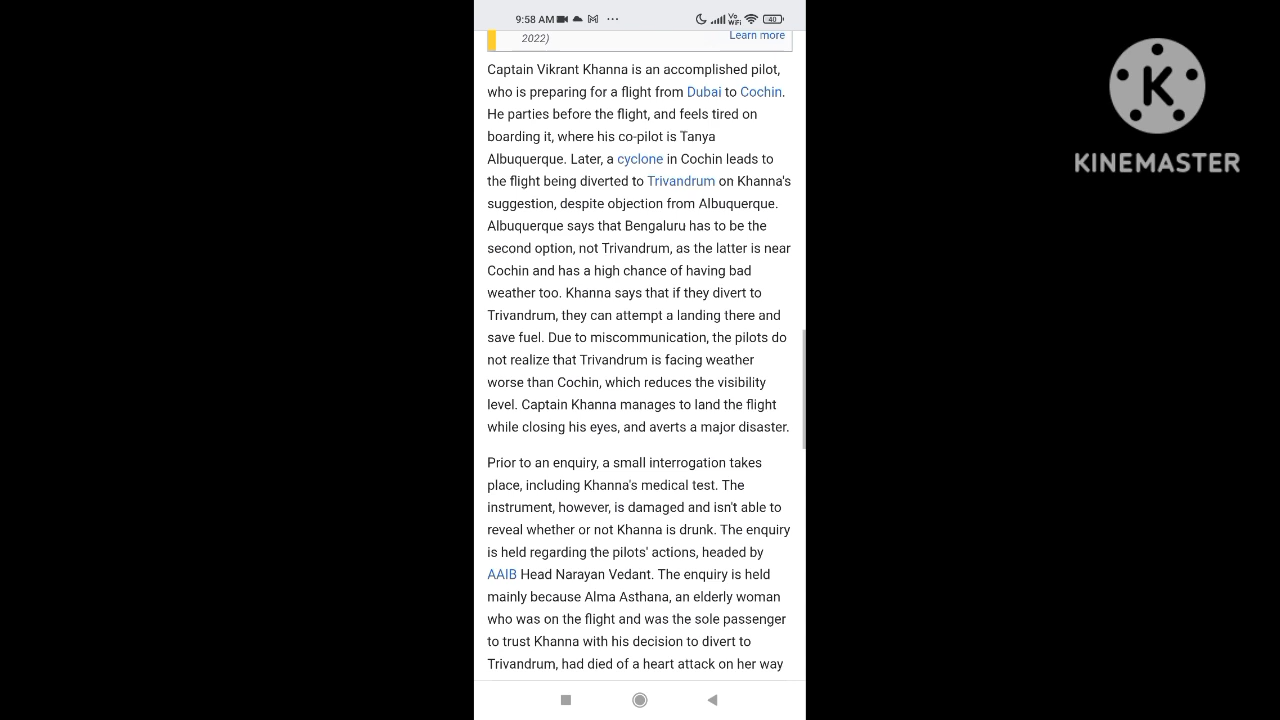 9:58 AM
Vo
WiFi
40
2022)
Learn more
Captain Vikrant Khanna is an accomplished pilot,
who is preparing for a flight from Dubai to Cochin.
He parties before the flight, and feels tired on
boarding it, where his co-pilot is Tanya
Albuquerque. Later, a cyclone in Cochin leads to
the flight being diverted to Trivandrum on Khanna's
suggestion, despite objection from Albuquerque.
Albuquerque says that Bengaluru has to be the
second option, not Trivandrum, as the latter is near
Cochin and has a high chance of having bad
weather too. Khanna says that if they divert to
Trivandrum, they can attempt a landing there and
save fuel. Due to miscommunication, the pilots do
not realize that Trivandrum is facing weather
worse than Cochin, which reduces the visibility
level. Captain Khanna manages to land the flight
while closing his eyes, and averts a major disaster.
Prior to an enquiry, a small interrogation takes
place, including Khanna's medical test. The
instrument, however, is damaged and isn't able to
reveal whether or not Khanna is drunk. The enquiry
is held regarding the pilots' actions, headed by
AAIB Head Narayan Vedant. The enquiry is held
mainly because Alma Asthana, an elderly woman
who was on the flight and was the sole passenger
to trust Khanna with his decision to divert to
Trivandrum, had died of a heart attack on her way
K
KINEMASTER